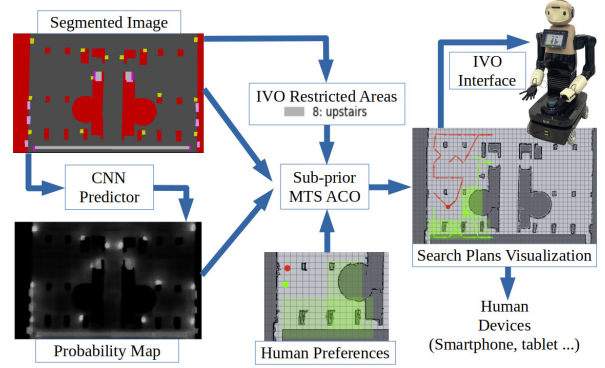 Segmented Image
IVO
Interface
IVO Restricted Areas
8: upstairs
CNN
Predictor
Sub-prior
MTS ACO
Search Plans Visualization
Probability Map
Human Preferences
Human
Devices
(Smartphone, tablet ...)